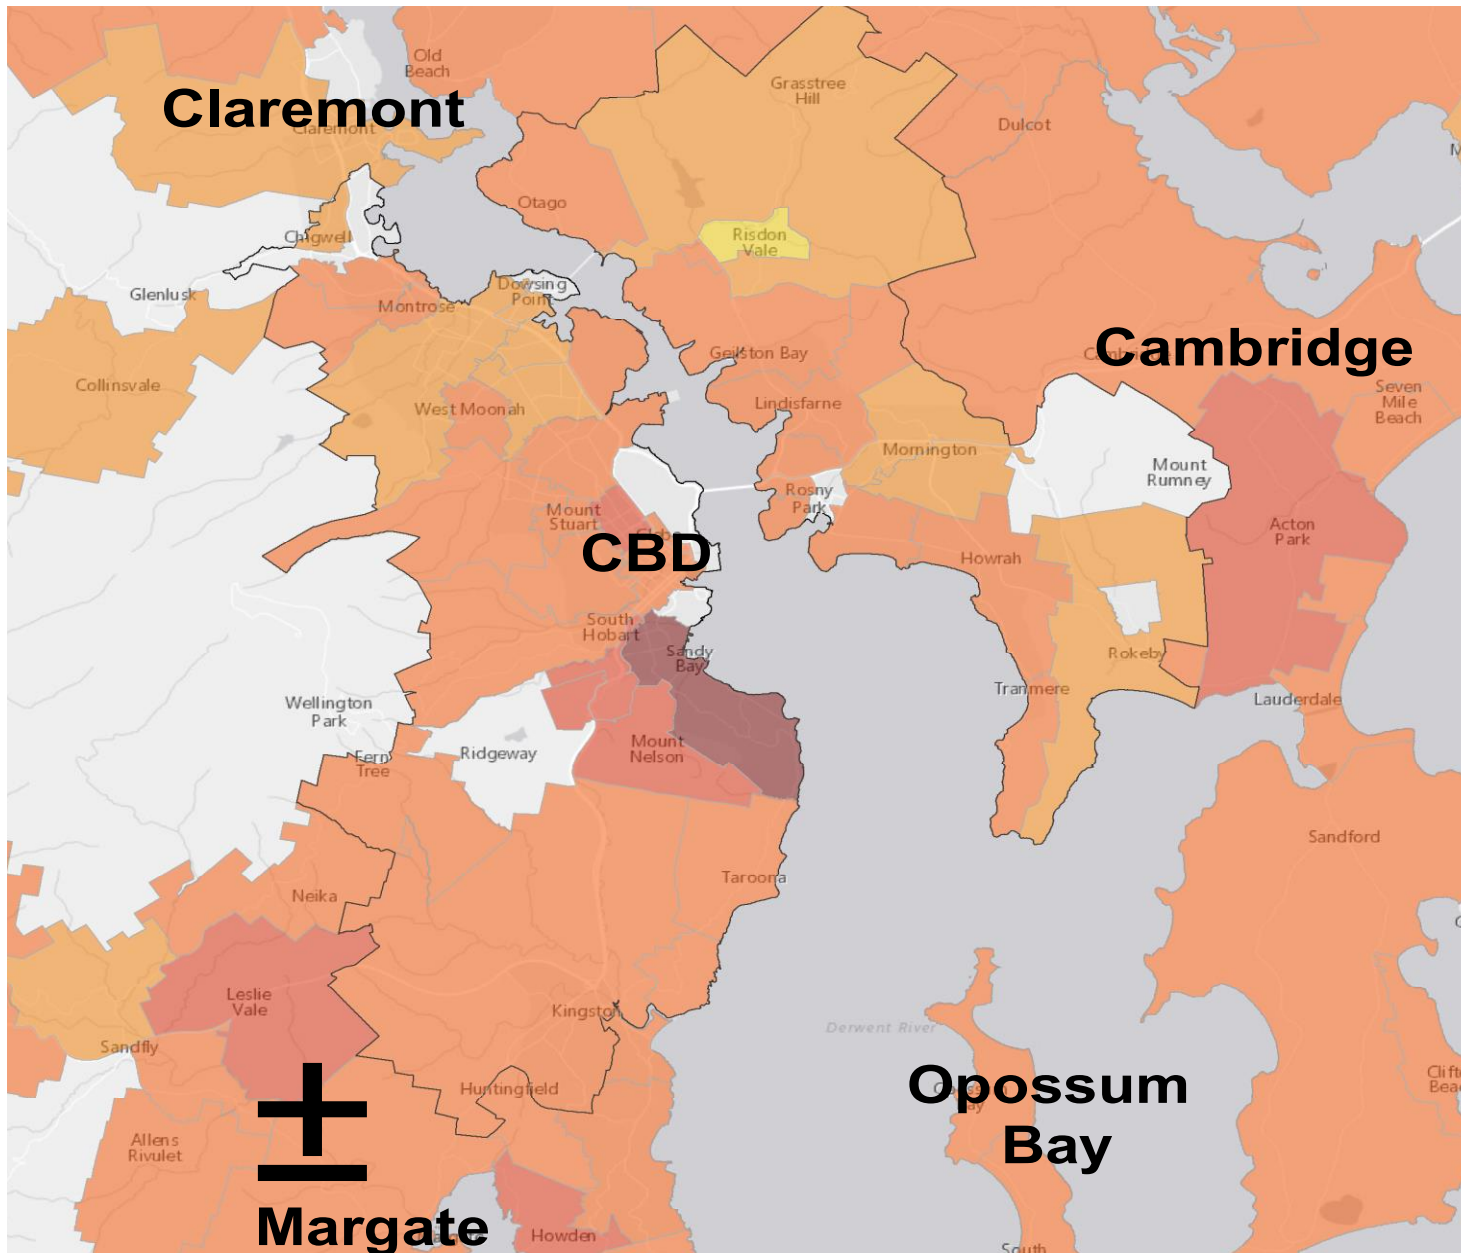 Old
Beach
Grasstree
Hill
Claremont
Claremont
Dulcot
Otago
Risdon
Vale
Chigwell
Glenlusk
Dowsing
Point
Montrose
Cambridge
Geilston Bay
Collinsvale
Seven
Mile
Beach
West Moonah
Lindisfarne
Mornington
Mount
Rumney
Rosny
Park
Mount
Stuart
Acton
Park
CBD
Howrah
South
Hobart
Sandy
Bay
Rokeby
Tranmere
Lauderdale
Wellington
Park
Fern
Tree
Ridgeway
Mount
Nelson
Sandford
Taroona
Neika
Leslie
Vale
Kingston
Derwent River
Sandfly
Huntingfield
Opossum
Bay
Allens
Rivulet
Margate
Howden
South